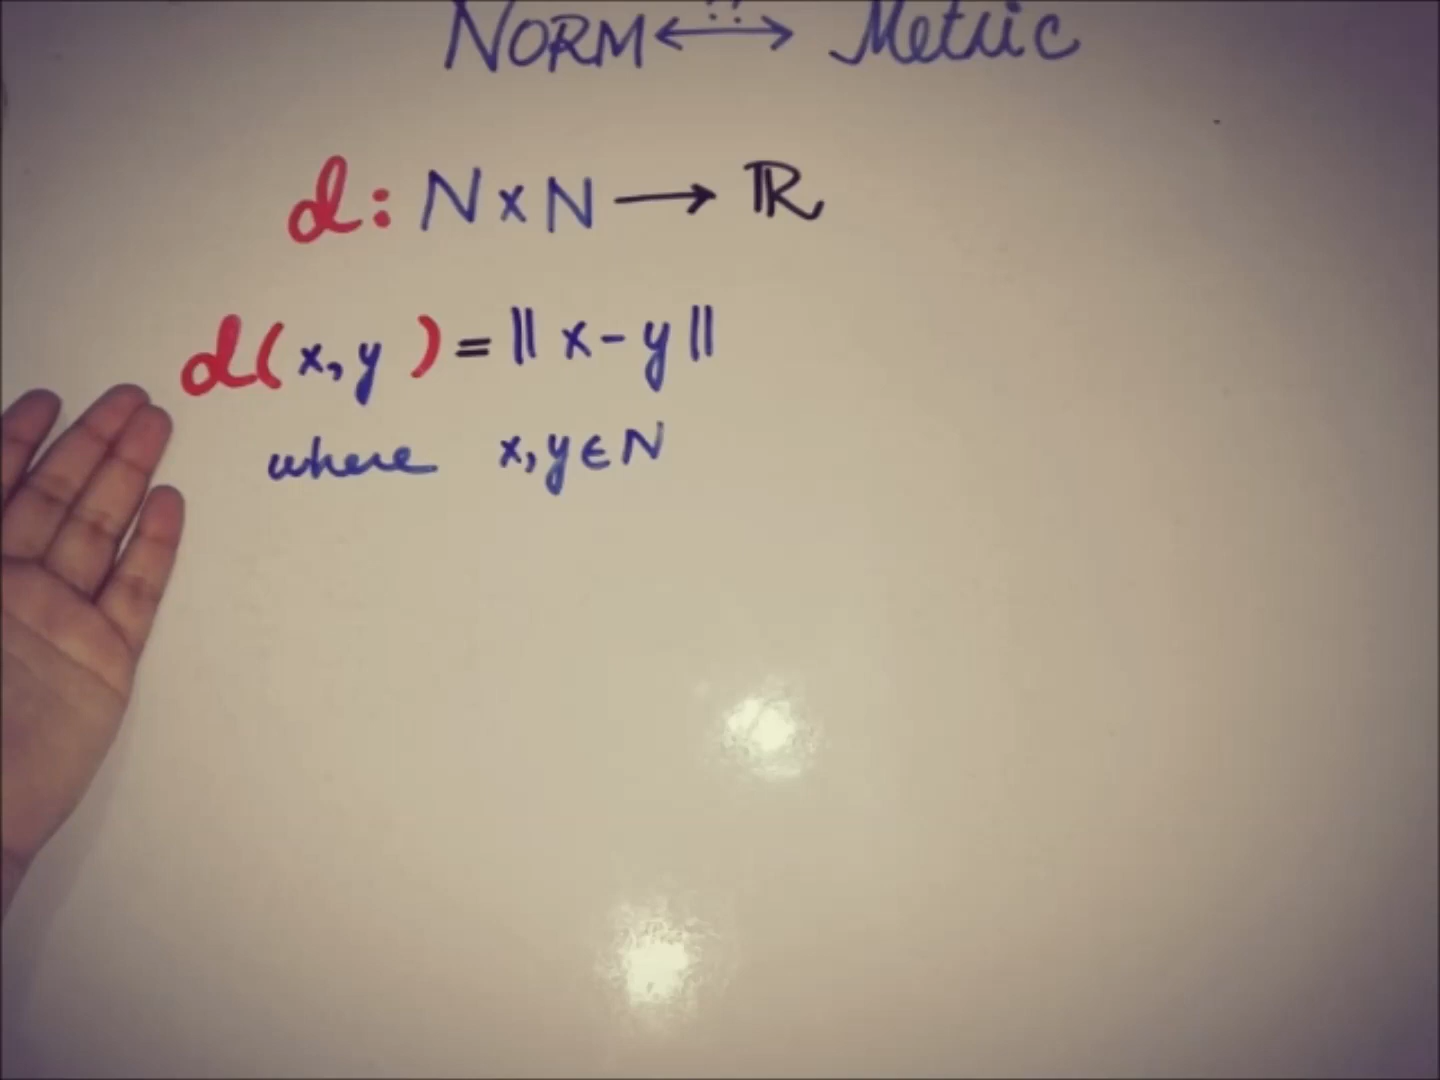 NORM ⟷ Metric
d: N × N ⟶ ℝ
d(x, y) = || x - y ||
where x, y ∈ N